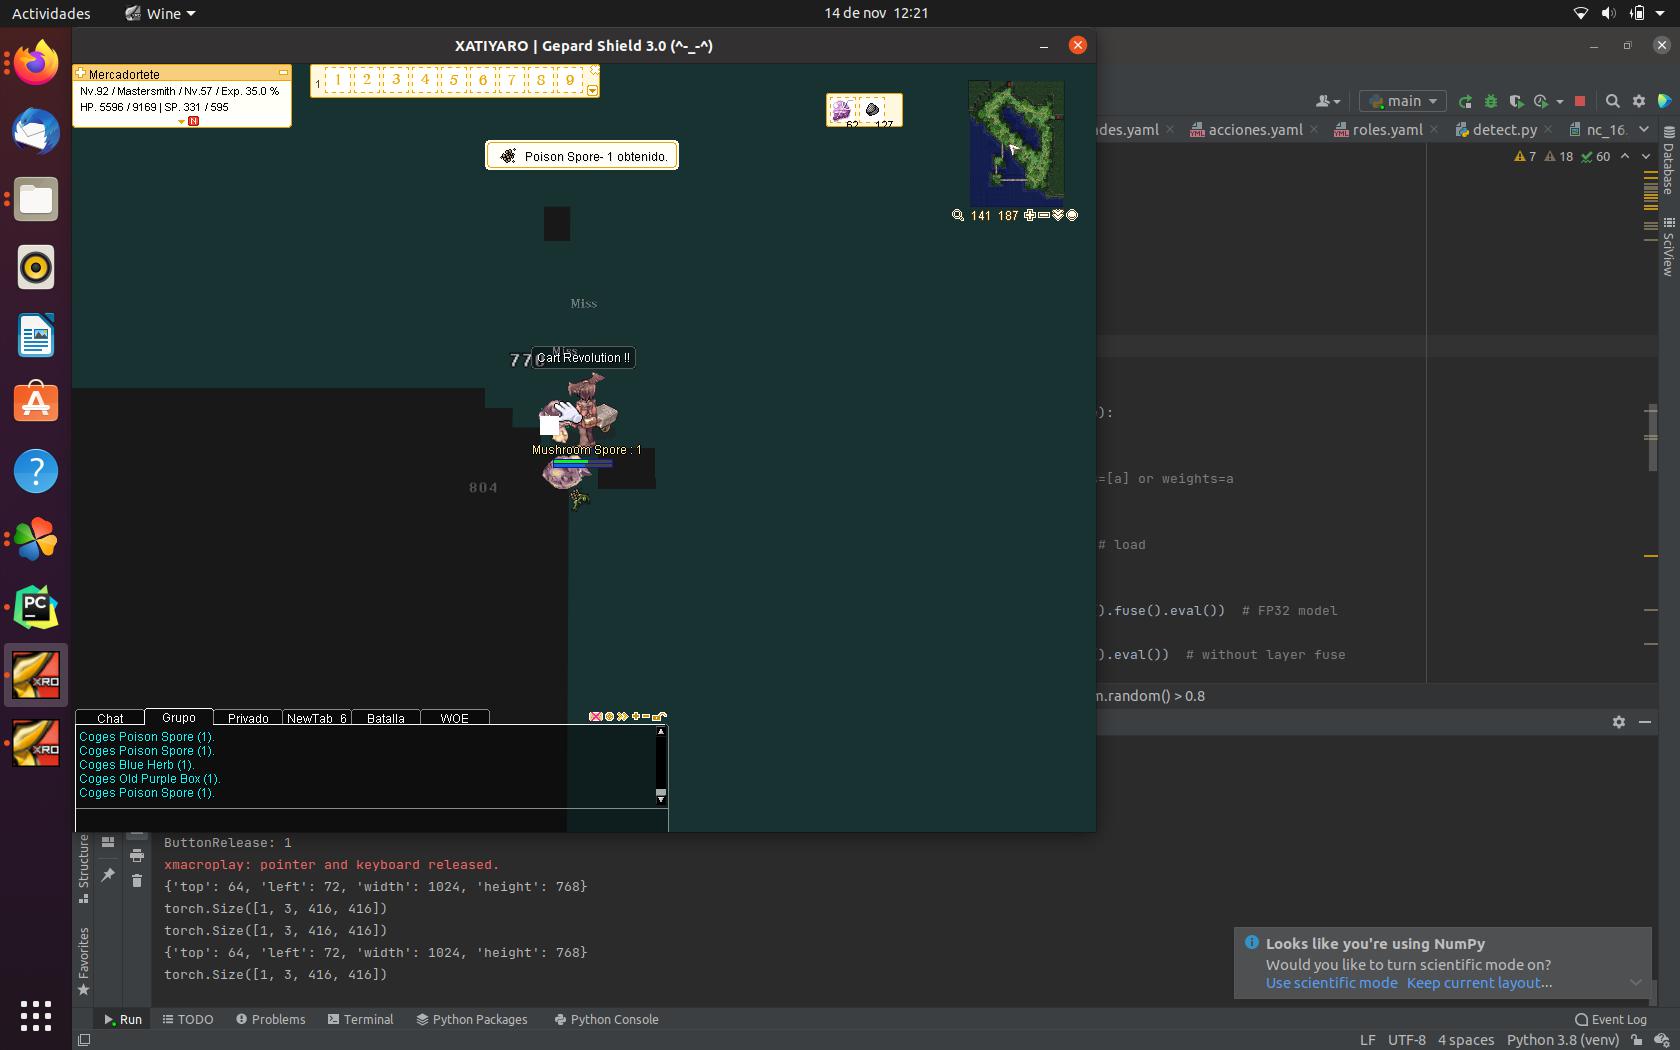 Actividades
Wine
14 de nov 12:21
XATIYARO | Gepard Shield 3.0 (^-_-^)
Mercadortete
Nv.92 / Mastersmith / Nv.57 / Exp. 35.0 %
HP. 5596 / 9169 | SP. 331 / 595
N
1
1 2 3 4 5 6 7 8 9
62 127
Poison Spore- 1 obtenido.
141 187
main
des.yaml
acciones.yaml
roles.yaml
detect.py
nc_16.
7 18 60
Database
SciView
Miss
Miss
Cart Revolution !!
Mushroom Spore : 1
804
):
=[a] or weights=a
# load
).fuse().eval()) # FP32 model
).eval()) # without layer fuse
m.random() > 0.8
Chat
Grupo
Privado
NewTab_6
Batalla
WOE
Coges Poison Spore (1).
Coges Poison Spore (1).
Coges Blue Herb (1).
Coges Old Purple Box (1).
Coges Poison Spore (1).
PC
XRO
XRO
Structure
Favorites
ButtonRelease: 1
xmacroplay: pointer and keyboard released.
{'top': 64, 'left': 72, 'width': 1024, 'height': 768}
torch.Size([1, 3, 416, 416])
torch.Size([1, 3, 416, 416])
{'top': 64, 'left': 72, 'width': 1024, 'height': 768}
torch.Size([1, 3, 416, 416])
Looks like you're using NumPy
Would you like to turn scientific mode on?
Use scientific mode Keep current layout...
Run
TODO
Problems
Terminal
Python Packages
Python Console
Event Log
LF UTF-8 4 spaces Python 3.8 (venv)